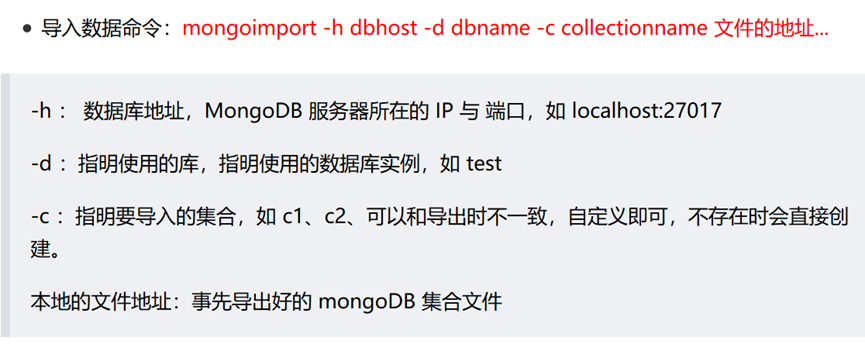 导入数据命令：mongoimport -h dbhost -d dbname -c collectionname 文件的地址...
-h ： 数据库地址，MongoDB 服务器所在的 IP 与 端口，如 localhost:27017
-d ：指明使用的库，指明使用的数据库实例，如 test
-c ：指明要导入的集合，如 c1、c2、可以和导出时不一致，自定义即可，不存在时会直接创
建。
本地的文件地址：事先导出好的 mongoDB 集合文件